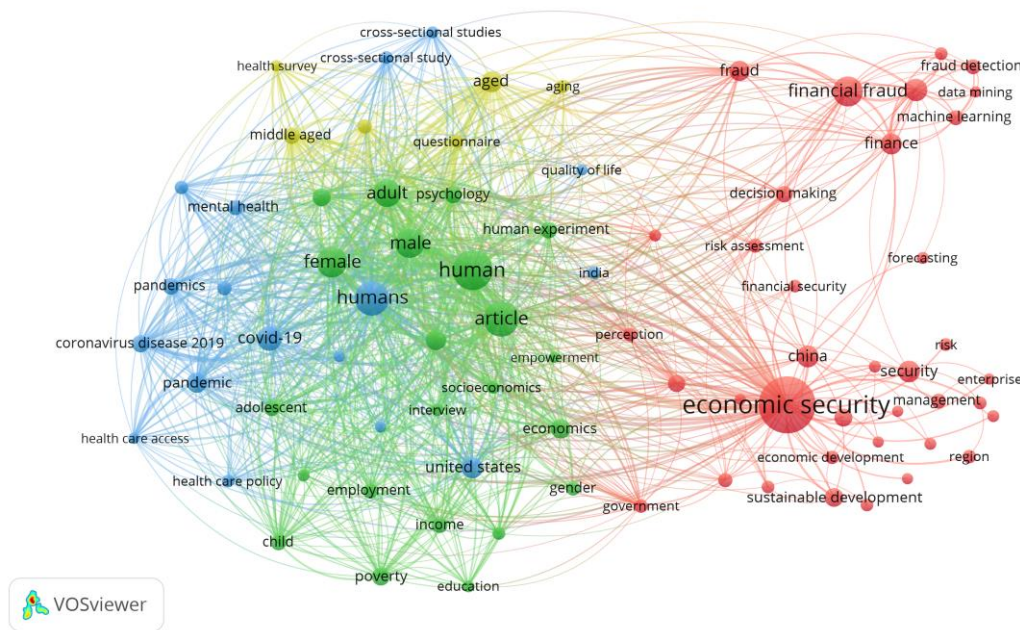 cross-sectional studies
cross-sectional study
health survey
aged
aging
fraud
fraud detection
financial fraud
data mining
machine learning
middle aged
questionnaire
finance
quality of life
mental health
adult
psychology
decision making
human experiment
male
risk assessment
female
human
india
forecasting
pandemics
humans
financial security
article
coronavirus disease 2019
covid-19
perception
empowerment
china
risk
pandemic
socioeconomics
security
enterprise
adolescent
interview
economic security
management
health care access
economics
united states
economic development
region
health care policy
employment
gender
government
sustainable development
income
child
poverty
education
VOSviewer